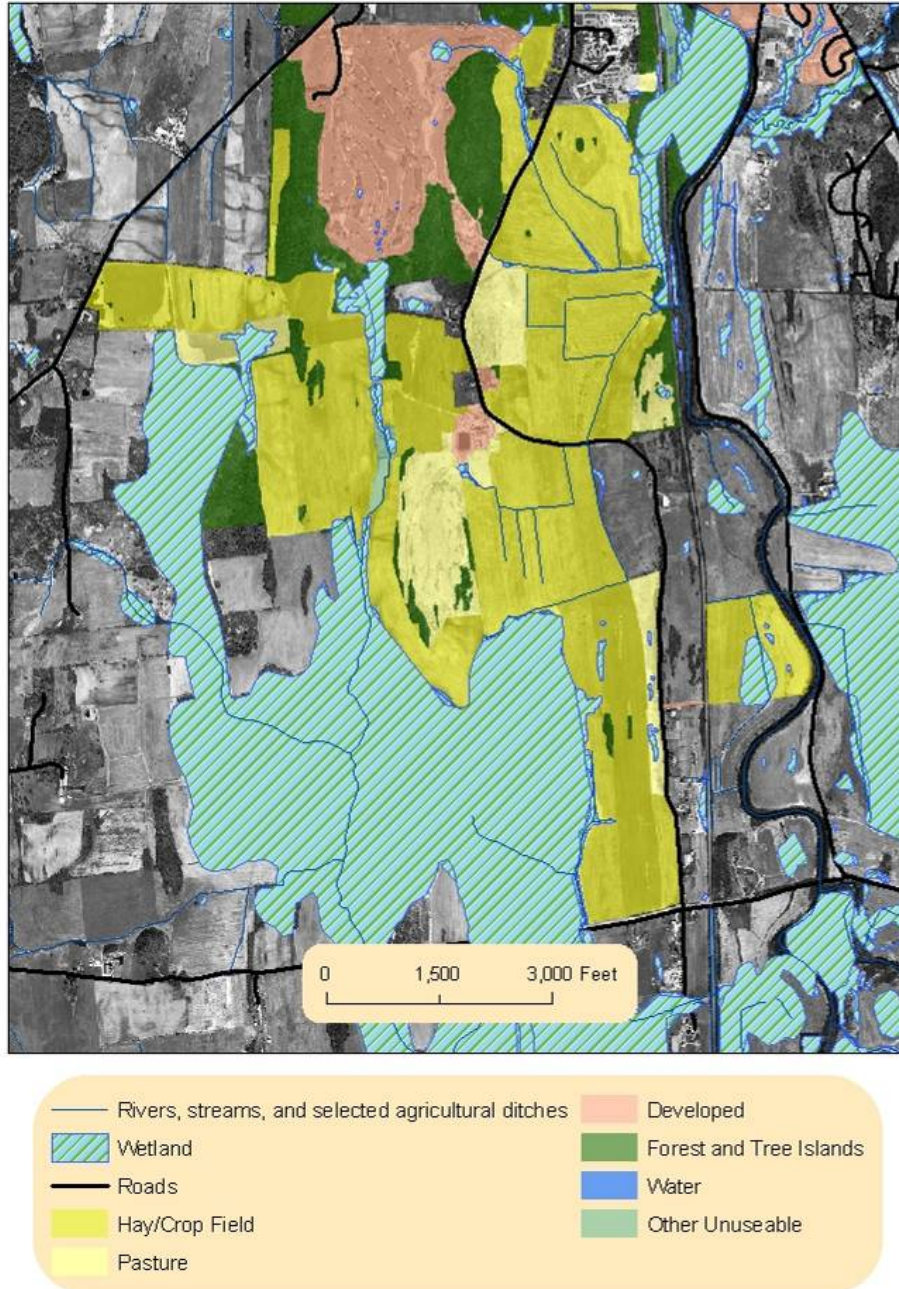 0 1,500 3,000 Feet
Rivers, streams, and selected agricultural ditches
Wetland
Roads
Hay/Crop Field
Pasture
Developed
Forest and Tree Islands
Water
Other Unuseable